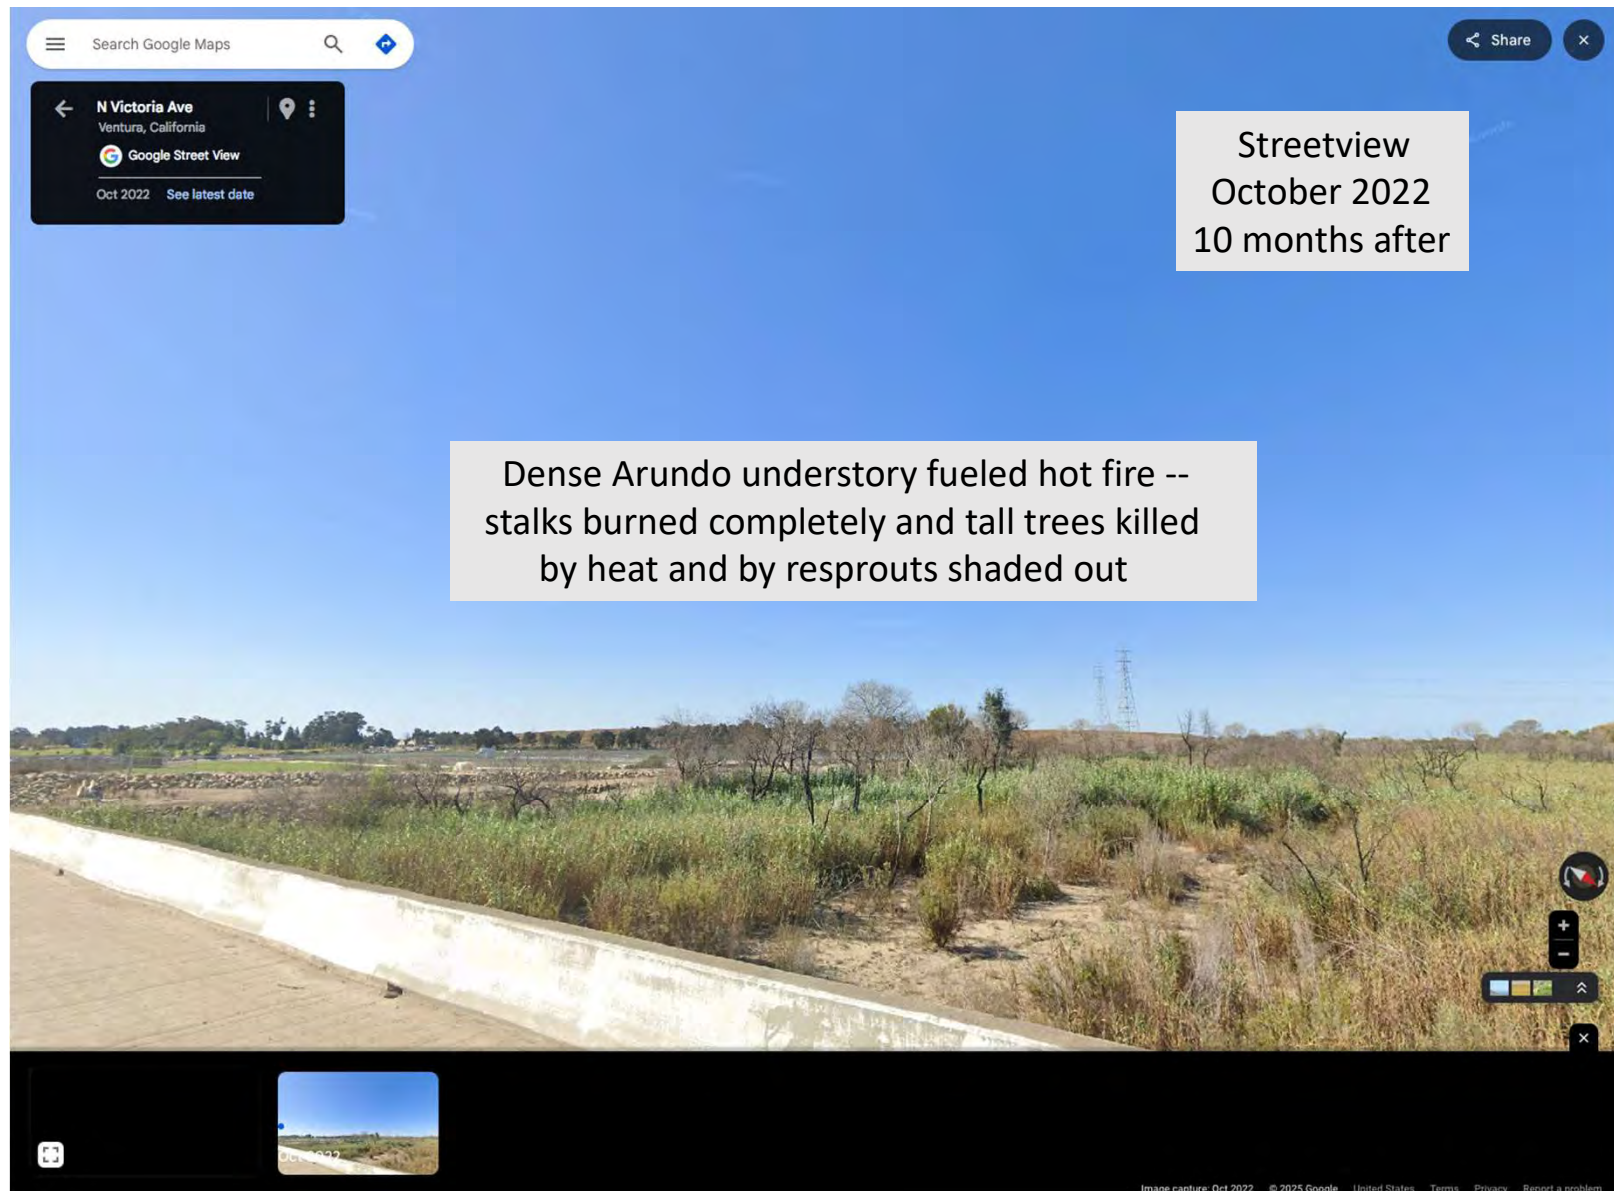 Search Google Maps
Share
N Victoria Ave
Ventura, California
Google Street View
Oct 2022 See latest date
Streetview
October 2022
10 months after
Dense Arundo understory fueled hot fire --
stalks burned completely and tall trees killed
by heat and by resprouts shaded out
Oct 2022
Image capture: Oct 2022 © 2025 Google United States Terms Privacy Report a problem